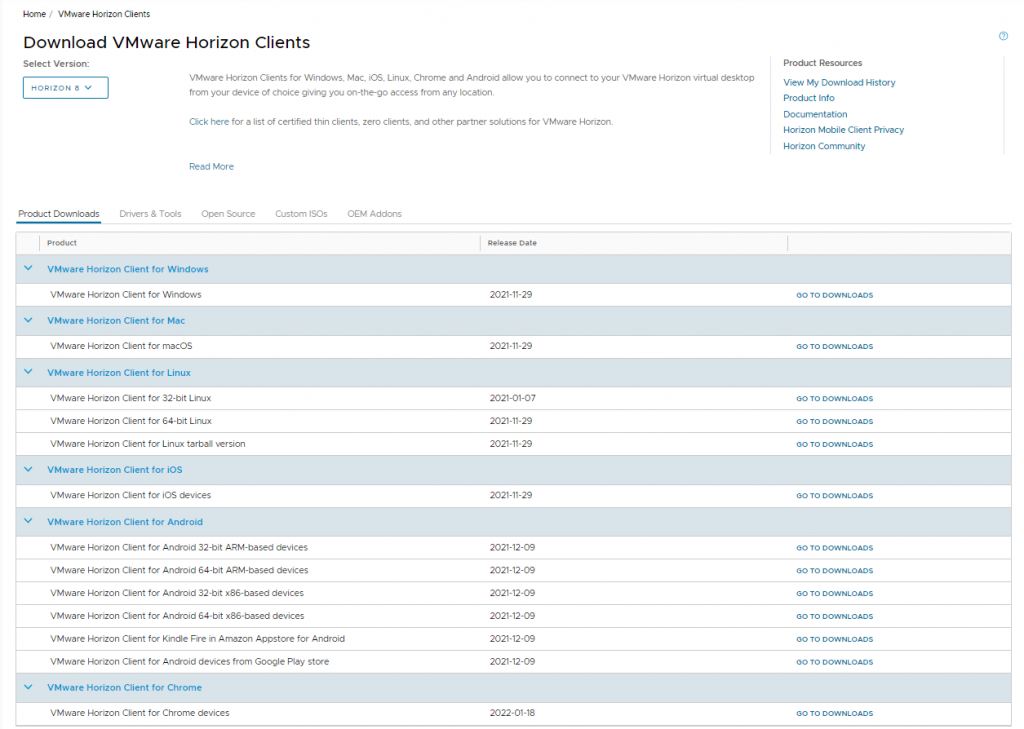 Home / VMware Horizon Clients
Download VMware Horizon Clients
Select Version:
HORIZON 8
VMware Horizon Clients for Windows, Mac, iOS, Linux, Chrome and Android allow you to connect to your VMware Horizon virtual desktop
from your device of choice giving you on-the-go access from any location.
Click here for a list of certified thin clients, zero clients, and other partner solutions for VMware Horizon.
Read More
Product Resources
View My Download History
Product Info
Documentation
Horizon Mobile Client Privacy
Horizon Community
Product Downloads Drivers & Tools Open Source Custom ISOs OEM Addons
Product Release Date
VMware Horizon Client for Windows
VMware Horizon Client for Windows 2021-11-29 GO TO DOWNLOADS
VMware Horizon Client for Mac
VMware Horizon Client for macOS 2021-11-29 GO TO DOWNLOADS
VMware Horizon Client for Linux
VMware Horizon Client for 32-bit Linux 2021-01-07 GO TO DOWNLOADS
VMware Horizon Client for 64-bit Linux 2021-11-29 GO TO DOWNLOADS
VMware Horizon Client for Linux tarball version 2021-11-29 GO TO DOWNLOADS
VMware Horizon Client for iOS
VMware Horizon Client for iOS devices 2021-11-29 GO TO DOWNLOADS
VMware Horizon Client for Android
VMware Horizon Client for Android 32-bit ARM-based devices 2021-12-09 GO TO DOWNLOADS
VMware Horizon Client for Android 64-bit ARM-based devices 2021-12-09 GO TO DOWNLOADS
VMware Horizon Client for Android 32-bit x86-based devices 2021-12-09 GO TO DOWNLOADS
VMware Horizon Client for Android 64-bit x86-based devices 2021-12-09 GO TO DOWNLOADS
VMware Horizon Client for Kindle Fire in Amazon Appstore for Android 2021-12-09 GO TO DOWNLOADS
VMware Horizon Client for Android devices from Google Play store 2021-12-09 GO TO DOWNLOADS
VMware Horizon Client for Chrome
VMware Horizon Client for Chrome devices 2022-01-18 GO TO DOWNLOADS